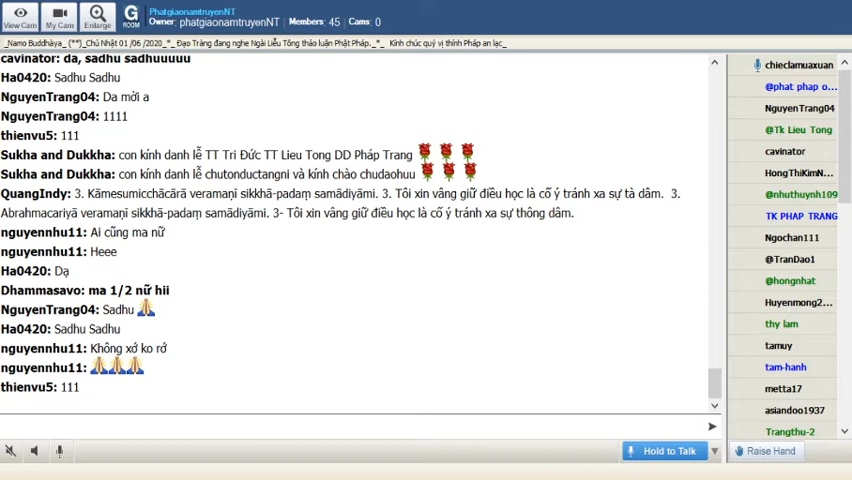 PhatgiaonamtruyenNT
Owner: phatgiaonamtruyenNT Members: 45 Cams: 0
View Cam My Cam Enlarge G ROOM
_Namo Buddhàya_ (**)_Chủ Nhật 01 /06 /2020_*_ Đạo Tràng đang nghe Ngài Liễu Tông thảo luận Phật Pháp._*_ Kính chúc quý vị thính Pháp an lạc_
cavinator: da, sadhu sadhuuuuu
Ha0420: Sadhu Sadhu
NguyenTrang04: Da mời a
NguyenTrang04: 1111
thienvu5: 111
Sukha and Dukkha: con kính danh lễ TT Tri Đức TT Lieu Tong DD Pháp Trang
Sukha and Dukkha: con kính danh lễ chutonductangni và kính chào chudaohuu
QuangIndy: 3. Kāmesumicchācārā veramaṇi sikkhā-padaṃ samādiyāmi. 3. Tôi xin vâng giữ điều học là cố ý tránh xa sự tà dâm. 3.
Abrahmacariyā veramaṇi sikkhā-padaṃ samādiyāmi. 3- Tôi xin vâng giữ điều học là cố ý tránh xa sự thông dâm.
nguyennhu11: Ai cũng ma nữ
nguyennhu11: Heee
Ha0420: Dạ
Dhammasavo: ma 1/2 nữ hii
NguyenTrang04: Sadhu
Ha0420: Sadhu Sadhu
nguyennhu11: Không xớ ko rớ
nguyennhu11:
thienvu5: 111
chieclamuaxuan
@phat phap o...
NguyenTrang04
@Tk Lieu Tong
cavinator
HongThiKimN...
@nhuthuynh109
TK PHAP TRANG
Ngochan111
@TranDao1
@hongnhat
Huyenmong2...
thy lam
tamuy
tam-hanh
metta17
asiandoo1937
Trangthu-2
Hold to Talk
Raise Hand